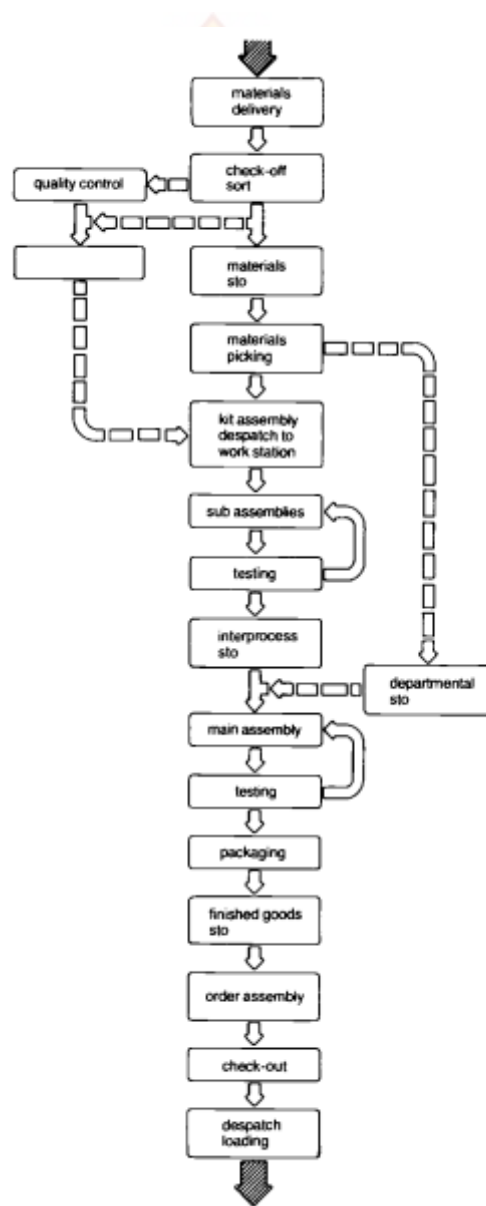 materials
delivery
check-off
sort
quality control
materials
sto
materials
picking
kit assembly
despatch to
work station
sub assemblies
testing
interprocess
sto
departmental
sto
main assembly
testing
packaging
finished goods
sto
order assembly
check-out
despatch
loading